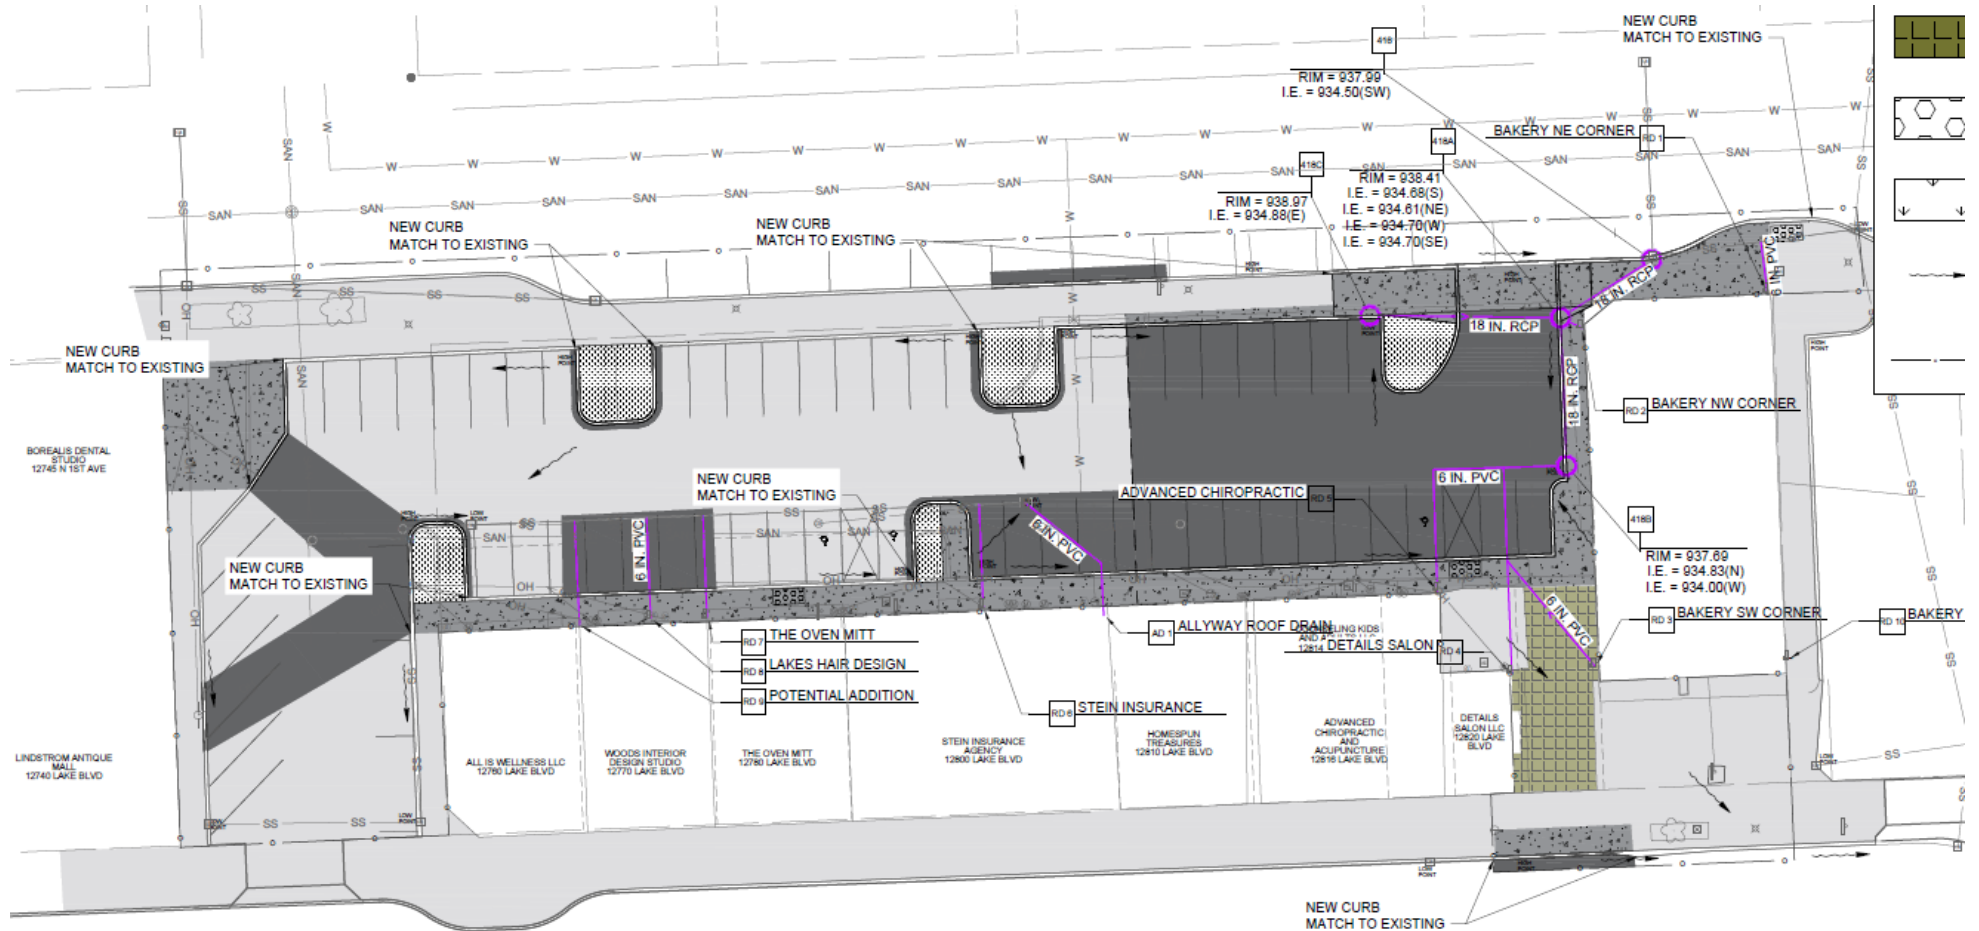 NEW CURB
MATCH TO EXISTING
418
RIM = 937.99
I.E. = 934.50(SW)
BAKERY NE CORNER
RD 1
418A
RIM = 938.41
I.E. = 934.68(S)
I.E. = 934.61(NE)
I.E. = 934.70(W)
I.E. = 934.70(SE)
418C
RIM = 938.97
I.E. = 934.88(E)
NEW CURB
MATCH TO EXISTING
NEW CURB
MATCH TO EXISTING
NEW CURB
MATCH TO EXISTING
18 IN. RCP
18 IN. RCP
18 IN. RCP
6 IN. PVC
RD 2
BAKERY NW CORNER
BOREALIS DENTAL
STUDIO
12745 N 1ST AVE
NEW CURB
MATCH TO EXISTING
ADVANCED CHIROPRACTIC
RD 5
6 IN. PVC
6 IN. PVC
6 IN. PVC
6 IN. PVC
418B
RIM = 937.69
I.E. = 934.83(N)
I.E. = 934.00(W)
NEW CURB
MATCH TO EXISTING
RD 3
BAKERY SW CORNER
RD 10
BAKERY
RD 7
THE OVEN MITT
RD 8
LAKES HAIR DESIGN
RD 9
POTENTIAL ADDITION
AD 1
ALLYWAY ROOF DRAIN
DETAILS SALON
RD 4
RD 6
STEIN INSURANCE
LINDSTROM ANTIQUE
MALL
12740 LAKE BLVD
ALL IS WELLNESS LLC
12760 LAKE BLVD
WOODS INTERIOR
DESIGN STUDIO
12770 LAKE BLVD
THE OVEN MITT
12780 LAKE BLVD
STEIN INSURANCE
AGENCY
12800 LAKE BLVD
HOMESPUN
TREASURES
12810 LAKE BLVD
ADVANCED
CHIROPRACTIC
AND
ACUPUNCTURE
12816 LAKE BLVD
DETAILS
SALON LLC
12820 LAKE
BLVD
LOW
POINT
HIGH
POINT
NEW CURB
MATCH TO EXISTING